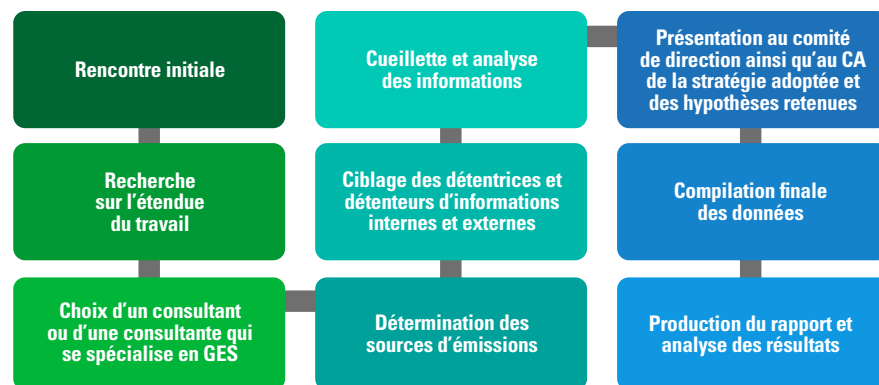 Rencontre initiale
Recherche
sur l'étendue
du travail
Choix d'un consultant
ou d'une consultante qui
se spécialise en GES
Détermination des
sources d'émissions
Ciblage des détentrices et
détenteurs d'informations
internes et externes
Cueillette et analyse
des informations
Présentation au comité
de direction ainsi qu'au CA
de la stratégie adoptée et
des hypothèses retenues
Compilation finale
des données
Production du rapport et
analyse des résultats